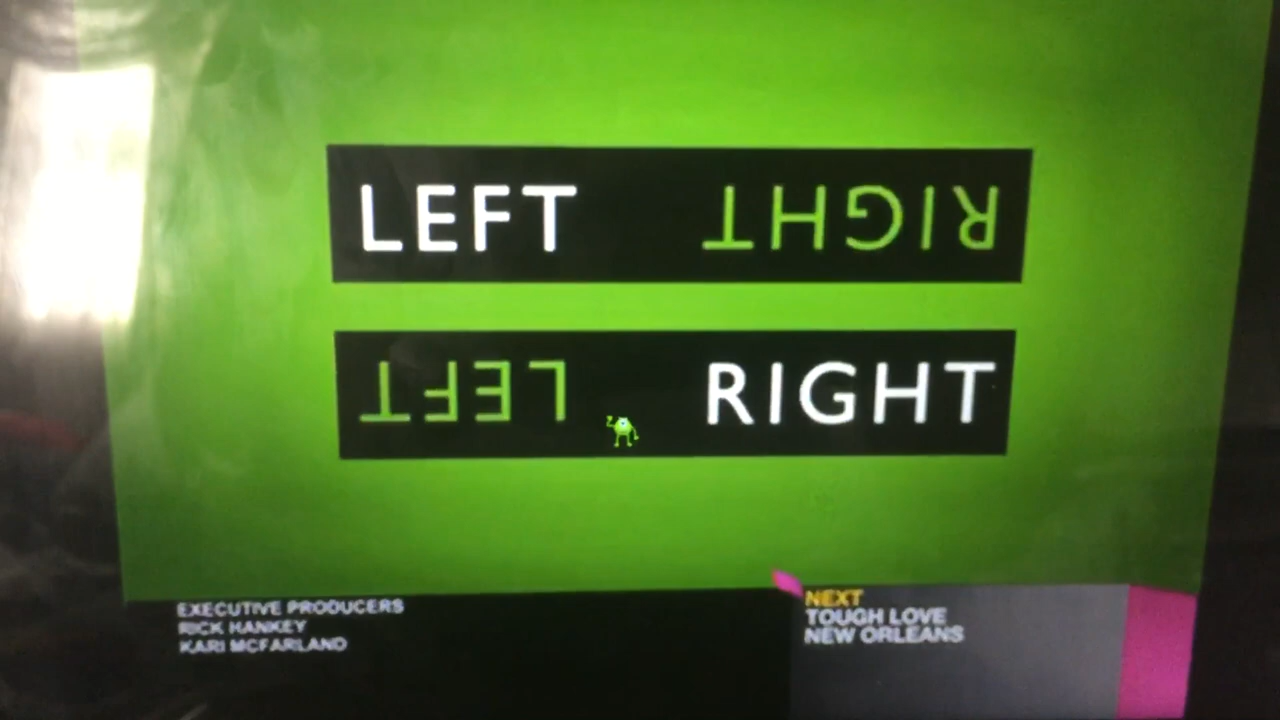 LEFT RIGHT
LEFT RIGHT
EXECUTIVE PRODUCERS
RICK HANKEY
KARI MCFARLAND
NEXT
TOUGH LOVE
NEW ORLEANS